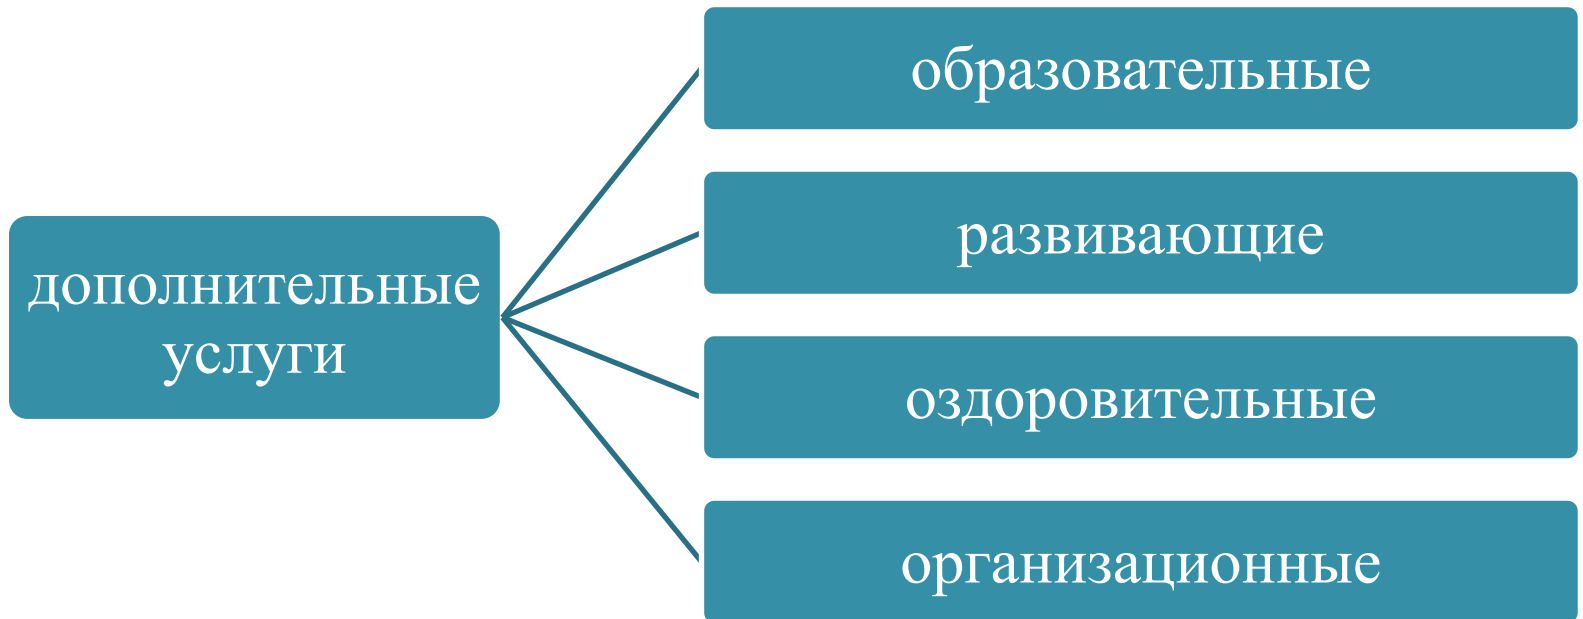 дополнительные
услуги
образовательные
развивающие
оздоровительные
организационные